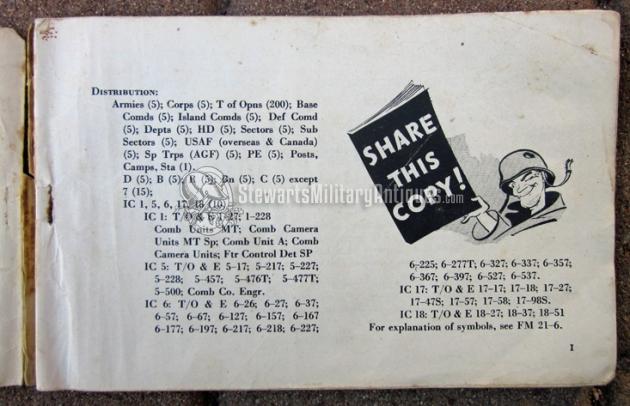 DISTRIBUTION:
Armies (5); Corps (5); T of Opns (200); Base
Comds (5); Island Comds (5); Def Comd
(5); Depts (5); HD (5); Sectors (5); Sub
Sectors (5); USAF (overseas & Canada)
(5); Sp Trps (AGF) (5); PE (5); Posts,
Camps, Sta (1).
D (5); B (5); R (5); Bn (5); C (5) except
7 (15);
IC 1, 5, 6, 17, 18 (10)
IC 1: T/O & E 1–27; 1–228
Comb Units MT; Comb Camera
Units MT Sp; Comb Unit A; Comb
Camera Units; Ftr Control Det SP
IC 5: T/O & E 5–17; 5–217; 5–227;
5–228; 5–457; 5–476T; 5–477T;
5–500; Comb Co. Engr.
IC 6: T/O & E 6–26; 6–27; 6–37;
6–57; 6–67; 6–127; 6–157; 6–167
6–177; 6–197; 6–217; 6–218; 6–227;
SHARE
THIS
COPY!
6–225; 6–277T; 6–327; 6–337; 6–357;
6–367; 6–397; 6–527; 6–537.
IC 17: T/O & E 17–17; 17–18; 17–27;
17–47S; 17–57; 17–58; 17–98S.
IC 18: T/O & E 18–27; 18–37; 18–51
For explanation of symbols, see FM 21–6.
I
StewartsMilitaryAntiques.com